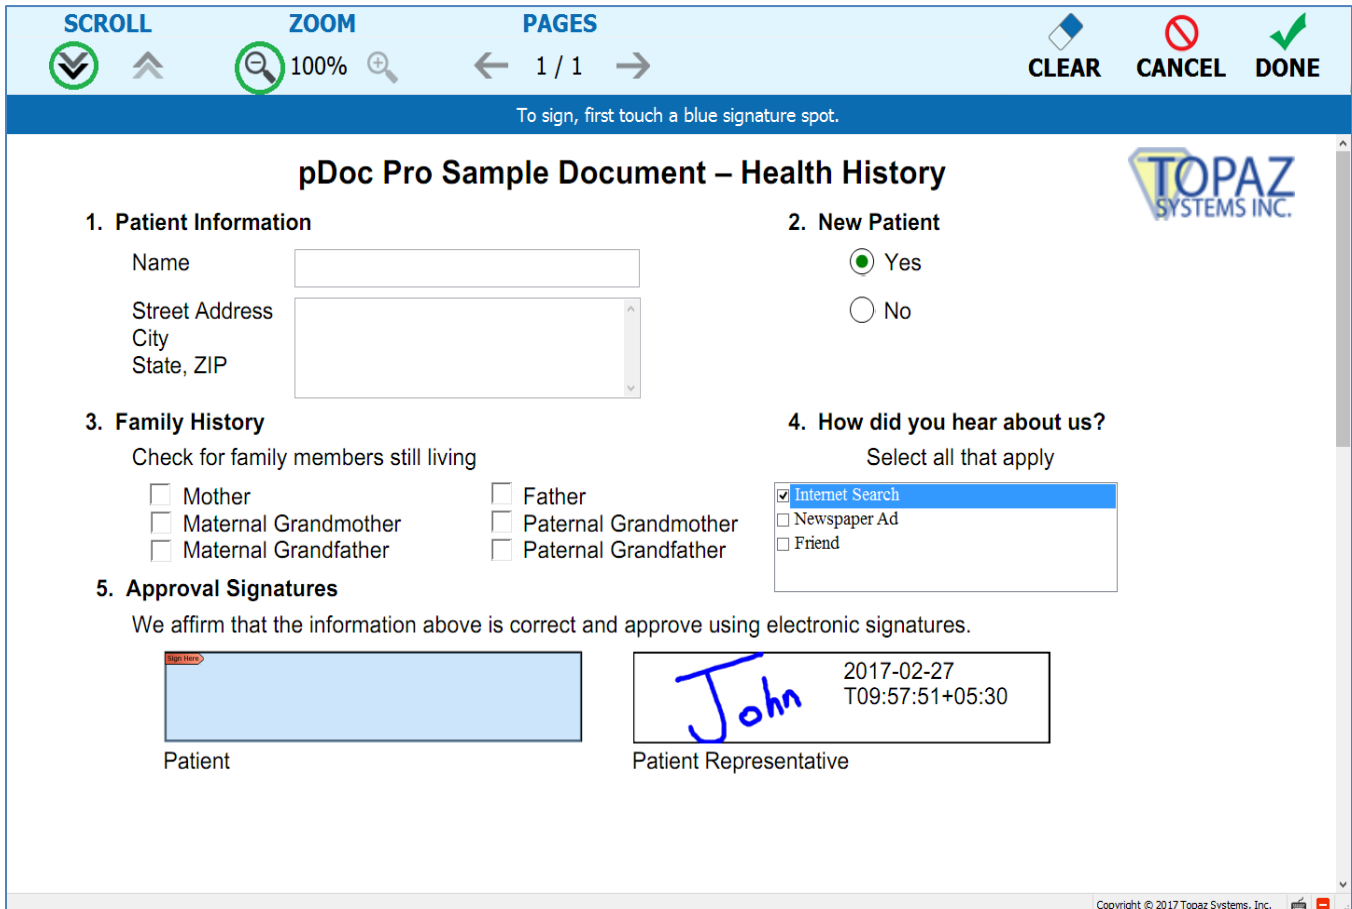 SCROLL ZOOM PAGES
100% 1 / 1 CLEAR CANCEL DONE
To sign, first touch a blue signature spot.
pDoc Pro Sample Document – Health History
TOPAZ
SYSTEMS INC.
1. Patient Information
Name
Street Address
City
State, ZIP
2. New Patient
Yes
No
3. Family History
Check for family members still living
Mother Father
Maternal Grandmother Paternal Grandmother
Maternal Grandfather Paternal Grandfather
4. How did you hear about us?
Select all that apply
Internet Search
Newspaper Ad
Friend
5. Approval Signatures
We affirm that the information above is correct and approve using electronic signatures.
Sign Here
John
2017-02-27
T09:57:51+05:30
Patient Patient Representative
Copyright © 2017 Topaz Systems, Inc.